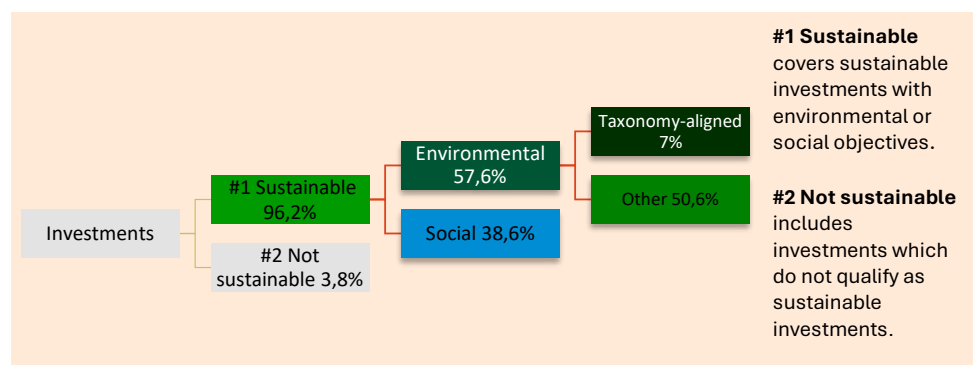 Investments
#1 Sustainable
96,2%
#2 Not
sustainable 3,8%
Environmental
57,6%
Social 38,6%
Taxonomy-aligned
7%
Other 50,6%
#1 Sustainable
covers sustainable
investments with
environmental or
social objectives.
#2 Not sustainable
includes
investments which
do not qualify as
sustainable
investments.